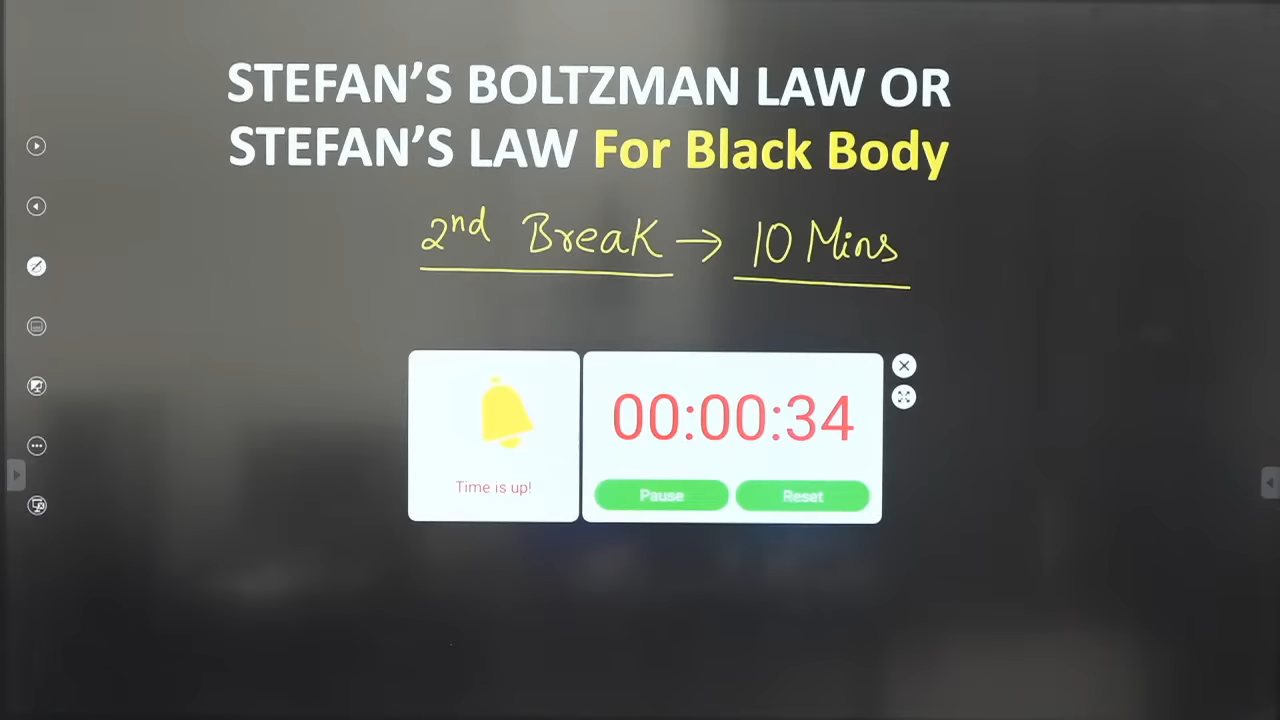 STEFAN'S BOLTZMAN LAW OR
STEFAN'S LAW For Black Body
2nd Break → 10 Mins
Time is up!
00:00:34
Pause
Reset